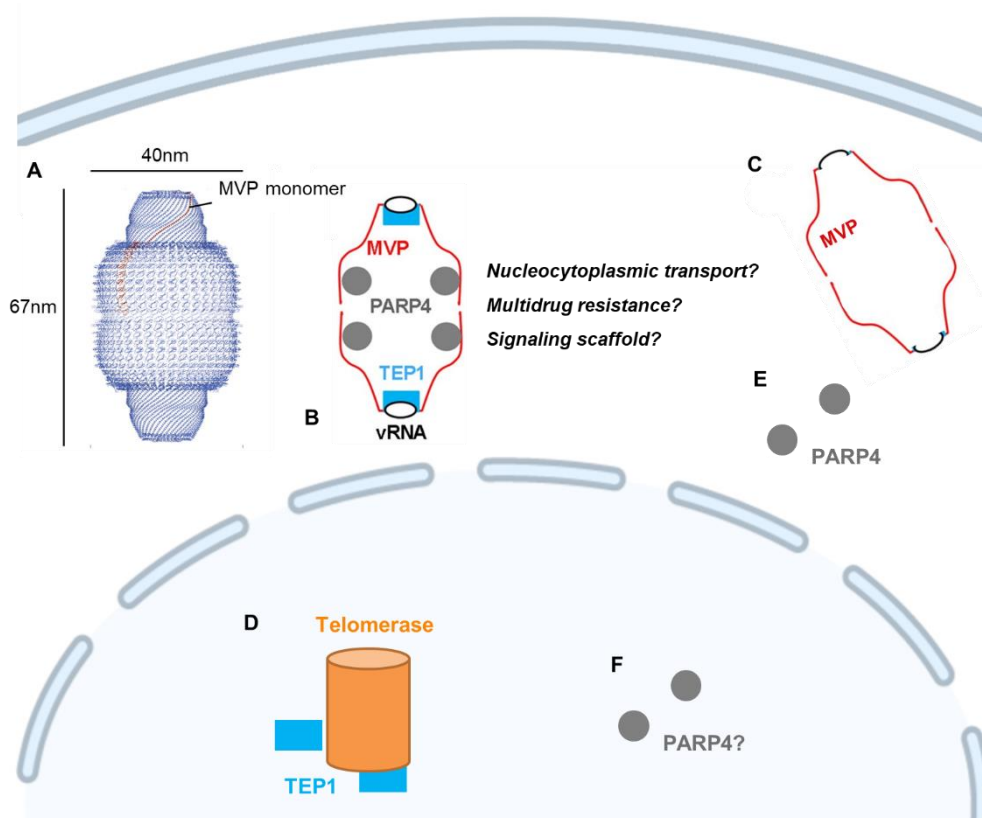 A
40nm
MVP monomer
67nm
B
MVP
PARP4
TEP1
vRNA
Nucleocytoplasmic transport?
Multidrug resistance?
Signaling scaffold?
C
MVP
E
PARP4
D
Telomerase
TEP1
F
PARP4?